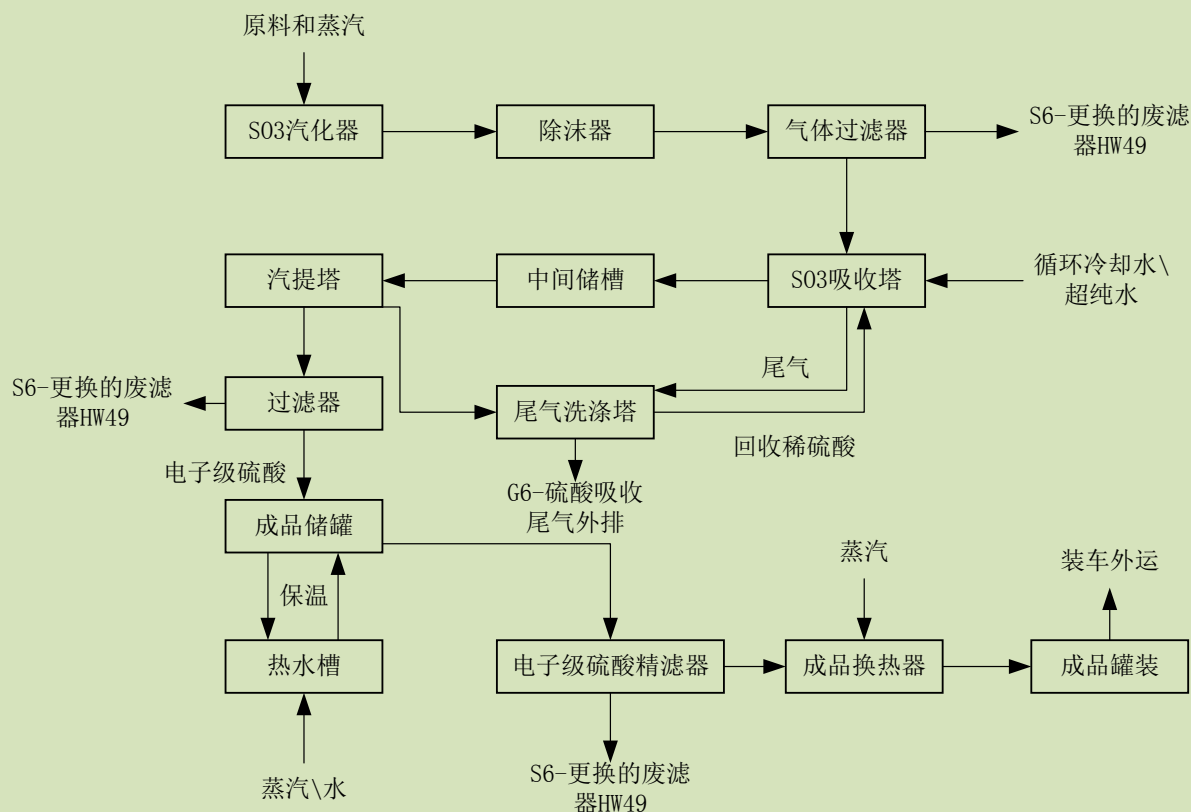 原料和蒸汽
SO3汽化器
除沫器
气体过滤器
S6-更换的废滤
器HW49
汽提塔
中间储槽
SO3吸收塔
循环冷却水\
超纯水
尾气
S6-更换的废滤
器HW49
过滤器
尾气洗涤塔
回收稀硫酸
电子级硫酸
G6-硫酸吸收
尾气外排
成品储罐
蒸汽
装车外运
保温
热水槽
电子级硫酸精滤器
成品换热器
成品罐装
蒸汽\水
S6-更换的废滤
器HW49